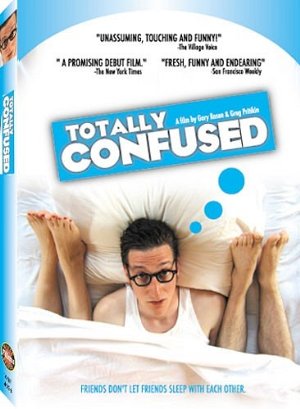 "UNASSUMING, TOUCHING AND FUNNY!"
-The Village Voice
" A PROMISING DEBUT FILM."
-The New York Times
"FRESH, FUNNY AND ENDEARING"
-San Francisco Weekly
TOTALLY
A film by Gary Rosen & Greg Pritikin
CONFUSED
FRIENDS DON'T LET FRIENDS SLEEP WITH EACH OTHER.
TOTALLY
CONFUSED